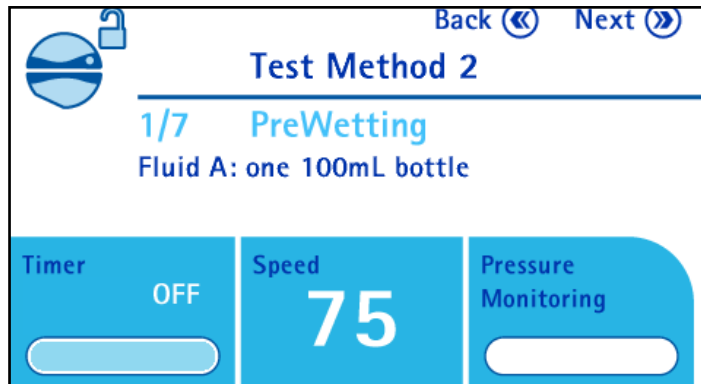 Back Next
Test Method 2
1/7 PreWetting
Fluid A: one 100mL bottle
Timer
OFF
Speed
75
Pressure
Monitoring